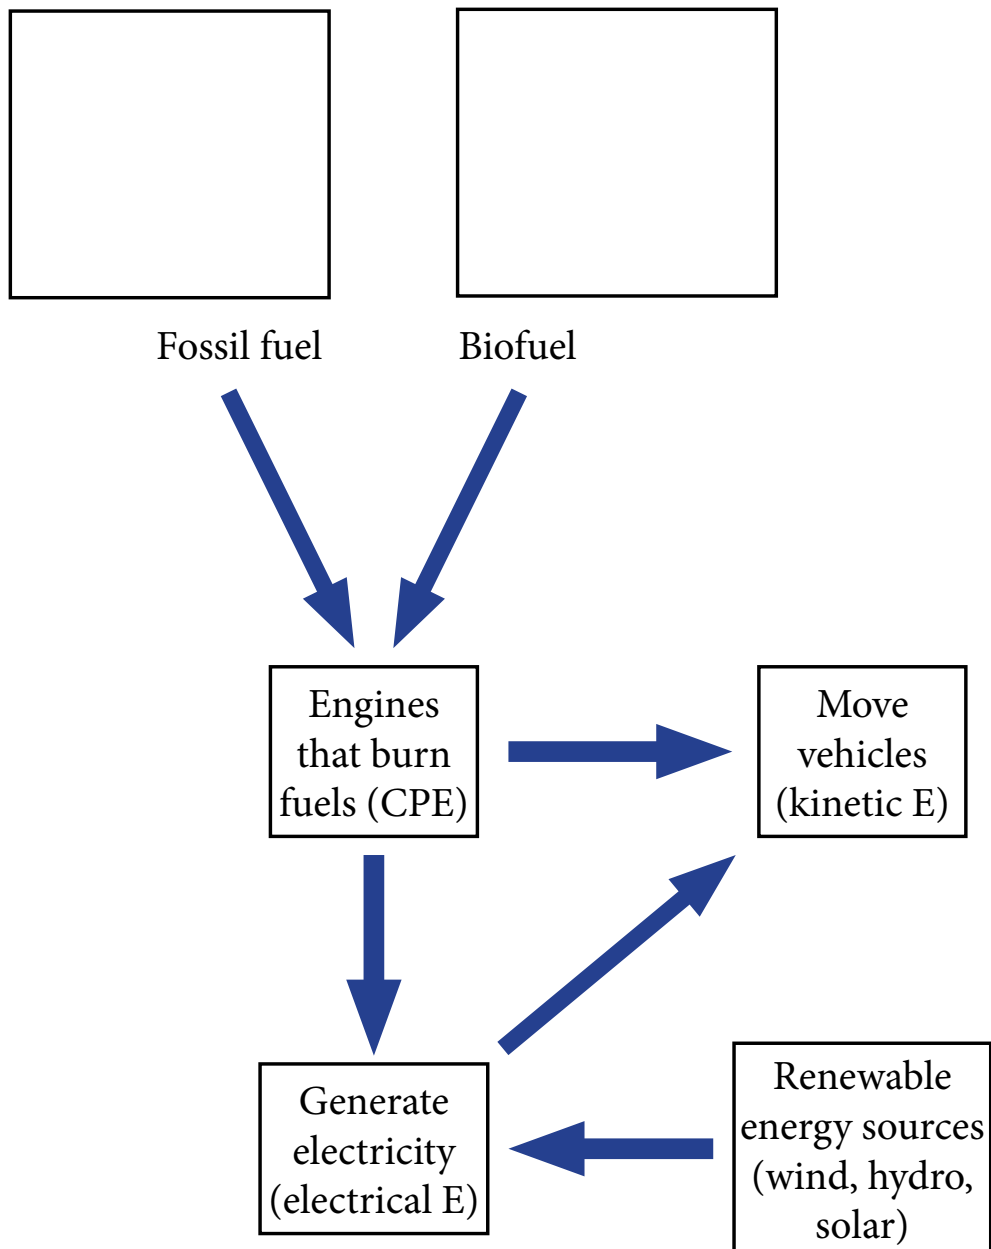 Fossil fuel
Biofuel
Engines
that burn
fuels (CPE)
Move
vehicles
(kinetic E)
Generate
electricity
(electrical E)
Renewable
energy sources
(wind, hydro,
solar)